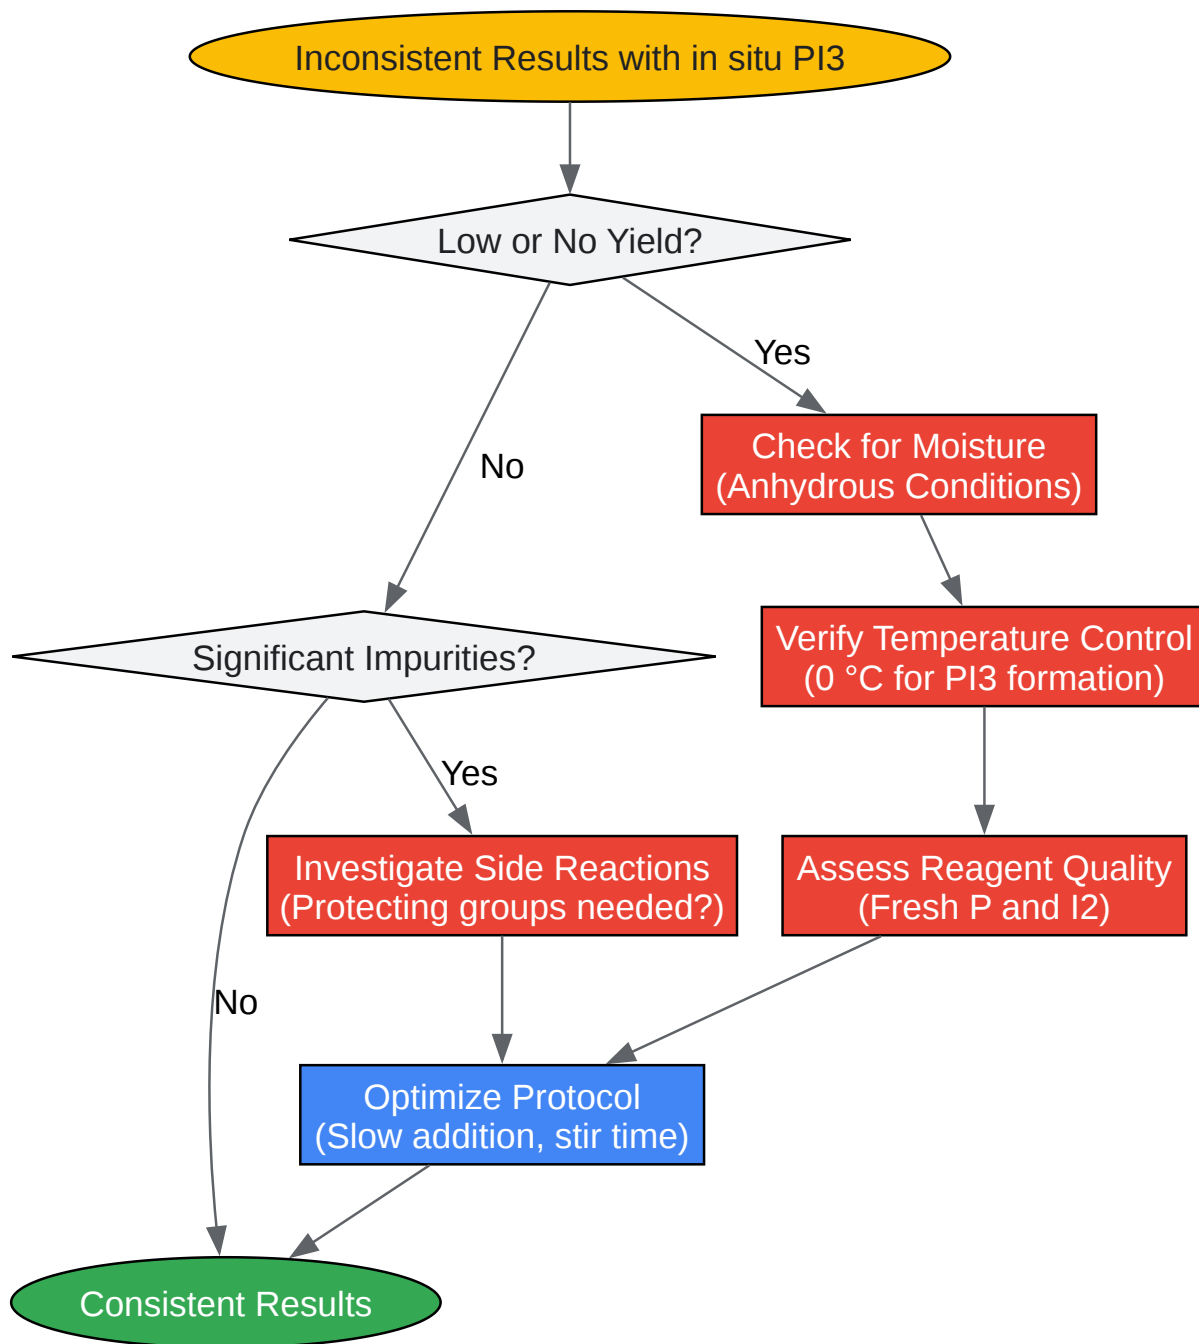 Inconsistent Results with in situ PI3
Low or No Yield?
Yes
Check for Moisture
(Anhydrous Conditions)
No
Verify Temperature Control
(0 °C for PI3 formation)
Significant Impurities?
Yes
Investigate Side Reactions
(Protecting groups needed?)
Assess Reagent Quality
(Fresh P and I2)
No
Optimize Protocol
(Slow addition, stir time)
Consistent Results